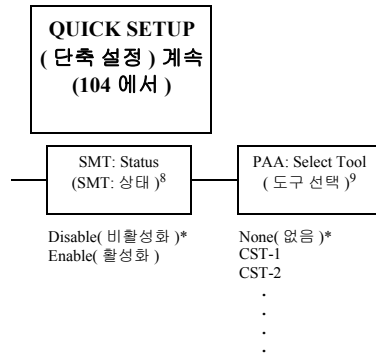 QUICK SETUP
( 단축 설정 ) 계속
(104 에서 )
SMT: Status
(SMT: 상태 )8
Disable( 비활성화 )*
Enable( 활성화 )
PAA: Select Tool
( 도구 선택 )9
None( 없음 )*
CST-1
CST-2
.
.
.
.